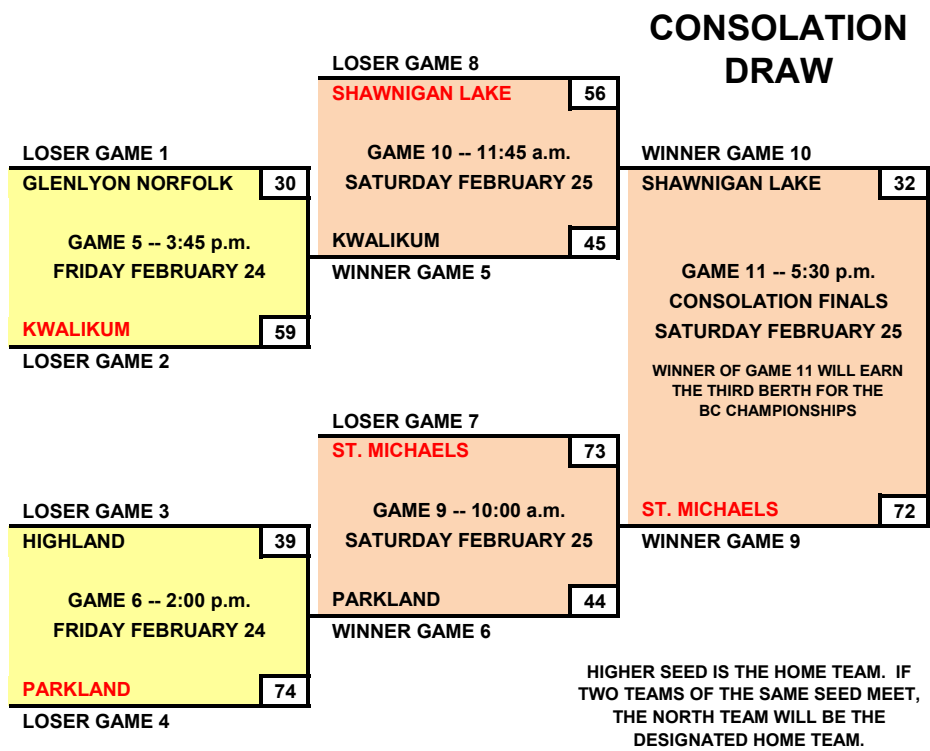 CONSOLATION
DRAW
LOSER GAME 8
SHAWNIGAN LAKE 56
GAME 10 -- 11:45 a.m.
SATURDAY FEBRUARY 25
KWALIKUM 45
WINNER GAME 5
LOSER GAME 1
GLENLYON NORFOLK 30
GAME 5 -- 3:45 p.m.
FRIDAY FEBRUARY 24
KWALIKUM 59
LOSER GAME 2
WINNER GAME 10
SHAWNIGAN LAKE 32
GAME 11 -- 5:30 p.m.
CONSOLATION FINALS
SATURDAY FEBRUARY 25
WINNER OF GAME 11 WILL EARN
THE THIRD BERTH FOR THE
BC CHAMPIONSHIPS
ST. MICHAELS 72
WINNER GAME 9
LOSER GAME 7
ST. MICHAELS 73
GAME 9 -- 10:00 a.m.
SATURDAY FEBRUARY 25
PARKLAND 44
WINNER GAME 6
LOSER GAME 3
HIGHLAND 39
GAME 6 -- 2:00 p.m.
FRIDAY FEBRUARY 24
PARKLAND 74
LOSER GAME 4
HIGHER SEED IS THE HOME TEAM. IF
TWO TEAMS OF THE SAME SEED MEET,
THE NORTH TEAM WILL BE THE
DESIGNATED HOME TEAM.